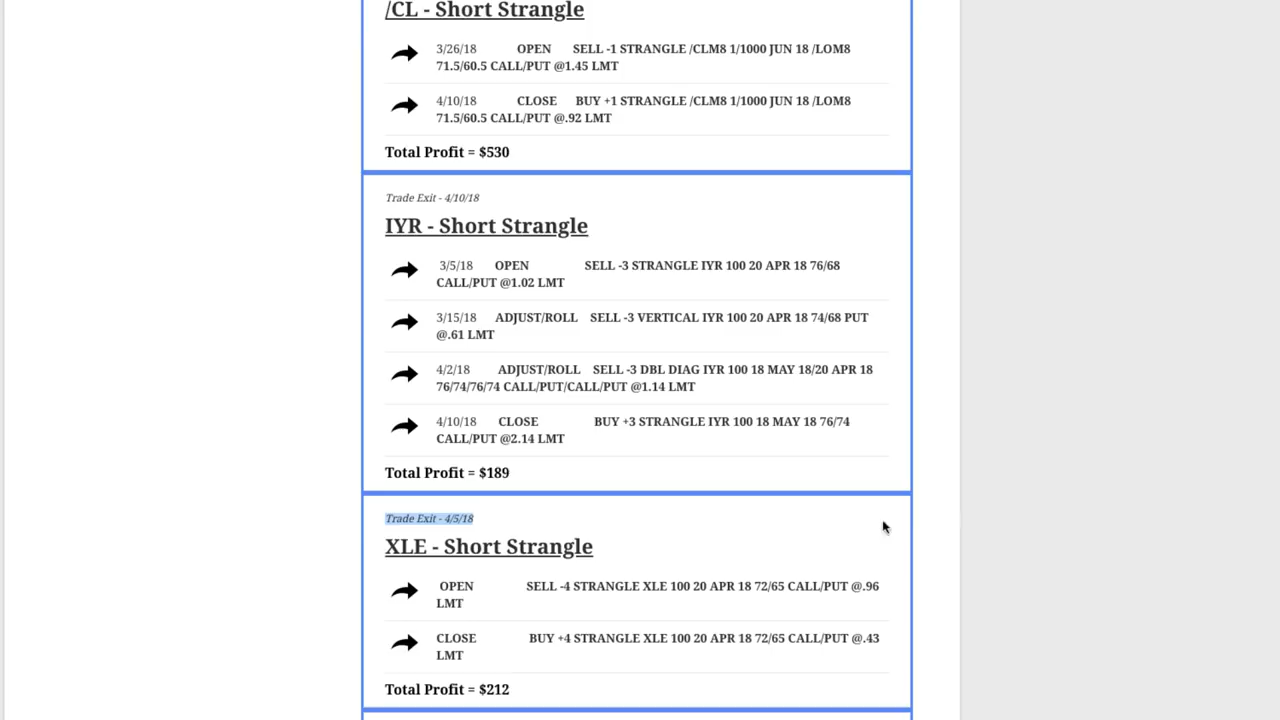 /CL - Short Strangle
3/26/18 OPEN SELL -1 STRANGLE /CLM8 1/1000 JUN 18 /LOM8
71.5/60.5 CALL/PUT @1.45 LMT
4/10/18 CLOSE BUY +1 STRANGLE /CLM8 1/1000 JUN 18 /LOM8
71.5/60.5 CALL/PUT @.92 LMT
Total Profit = $530
Trade Exit - 4/10/18
IYR - Short Strangle
3/5/18 OPEN SELL -3 STRANGLE IYR 100 20 APR 18 76/68
CALL/PUT @1.02 LMT
3/15/18 ADJUST/ROLL SELL -3 VERTICAL IYR 100 20 APR 18 74/68 PUT
@.61 LMT
4/2/18 ADJUST/ROLL SELL -3 DBL DIAG IYR 100 18 MAY 18/20 APR 18
76/74/76/74 CALL/PUT/CALL/PUT @1.14 LMT
4/10/18 CLOSE BUY +3 STRANGLE IYR 100 18 MAY 18 76/74
CALL/PUT @2.14 LMT
Total Profit = $189
Trade Exit - 4/5/18
XLE - Short Strangle
OPEN SELL -4 STRANGLE XLE 100 20 APR 18 72/65 CALL/PUT @.96
LMT
CLOSE BUY +4 STRANGLE XLE 100 20 APR 18 72/65 CALL/PUT @.43
LMT
Total Profit = $212